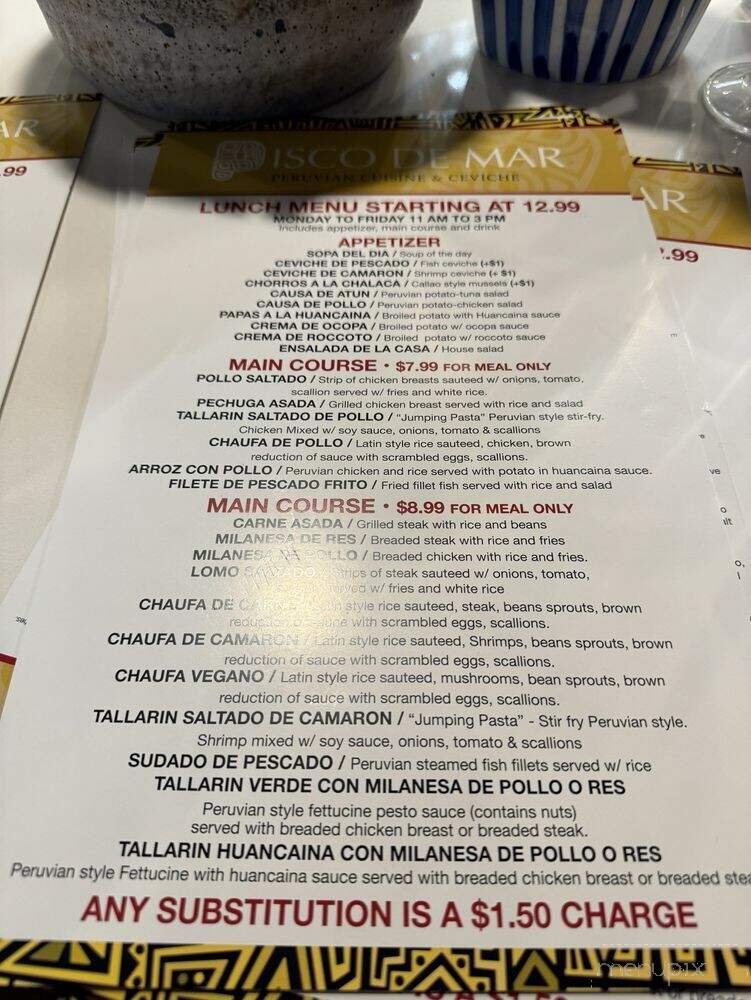 ISCO DE MAR
PERUVIAN CUISINE & CEVICHE
LUNCH MENU STARTING AT 12.99
MONDAY TO FRIDAY 11 AM TO 3 PM
Includes appetizer, main course and drink
APPETIZER
SOPA DEL DIA / Soup of the day
CEVICHE DE PESCADO / Fish ceviche (+$1)
CEVICHE DE CAMARON / Shrimp ceviche (+ $1)
CHORROS A LA CHALACA / Callao style mussels (+$1)
CAUSA DE ATUN / Peruvian potato-tuna salad
CAUSA DE POLLO / Peruvian potato-chicken salad
PAPAS A LA HUANCAINA / Broiled potato with Huancaina sauce
CREMA DE OCOPA / Broiled potato w/ ocopa sauce
CREMA DE ROCCOTO / Broiled potato w/ roccoto sauce
ENSALADA DE LA CASA / House salad
MAIN COURSE • $7.99 FOR MEAL ONLY
POLLO SALTADO / Strip of chicken breasts sauteed w/ onions, tomato,
scallion served w/ fries and white rice.
PECHUGA ASADA / Grilled chicken breast served with rice and salad
TALLARIN SALTADO DE POLLO / "Jumping Pasta" Peruvian style stir-fry.
Chicken Mixed w/ soy sauce, onions, tomato & scallions
CHAUFA DE POLLO / Latin style rice sauteed, chicken, brown
reduction of sauce with scrambled eggs, scallions.
ARROZ CON POLLO / Peruvian chicken and rice served with potato in huancaina sauce.
FILETE DE PESCADO FRITO / Fried fillet fish served with rice and salad
MAIN COURSE • $8.99 FOR MEAL ONLY
CARNE ASADA / Grilled steak with rice and beans
MILANESA DE RES / Breaded steak with rice and fries
MILANESA POLLO / Breaded chicken with rice and fries.
LOMO SALTADO / Strips of steak sauteed w/ onions, tomato,
served w/ fries and white rice
CHAUFA DE CARNE / Latin style rice sauteed, steak, beans sprouts, brown
reduction of sauce with scrambled eggs, scallions.
CHAUFA DE CAMARON / Latin style rice sauteed, Shrimps, beans sprouts, brown
reduction of sauce with scrambled eggs, scallions.
CHAUFA VEGANO / Latin style rice sauteed, mushrooms, bean sprouts, brown
reduction of sauce with scrambled eggs, scallions.
TALLARIN SALTADO DE CAMARON / "Jumping Pasta" - Stir fry Peruvian style.
Shrimp mixed w/ soy sauce, onions, tomato & scallions
SUDADO DE PESCADO / Peruvian steamed fish fillets served w/ rice
TALLARIN VERDE CON MILANESA DE POLLO O RES
Peruvian style fettucine pesto sauce (contains nuts)
served with breaded chicken breast or breaded steak.
TALLARIN HUANCAINA CON MILANESA DE POLLO O RES
Peruvian style Fettucine with huancaina sauce served with breaded chicken breast or breaded stea
ANY SUBSTITUTION IS A $1.50 CHARGE
AR
.99
AR
.99
menupix